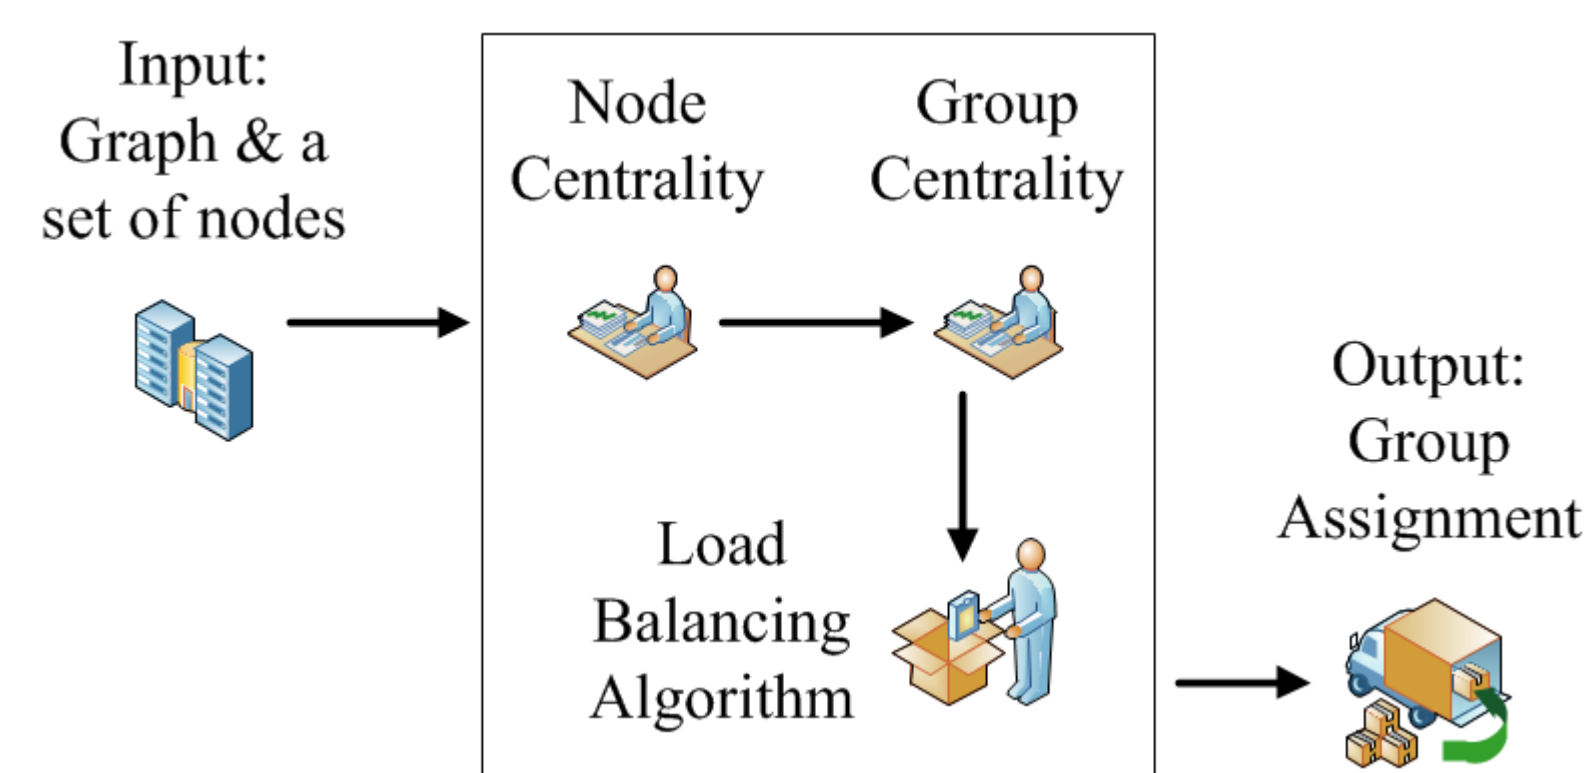 Input:
Graph & a
set of nodes
Node
Centrality
Group
Centrality
Load
Balancing
Algorithm
Output:
Group
Assignment